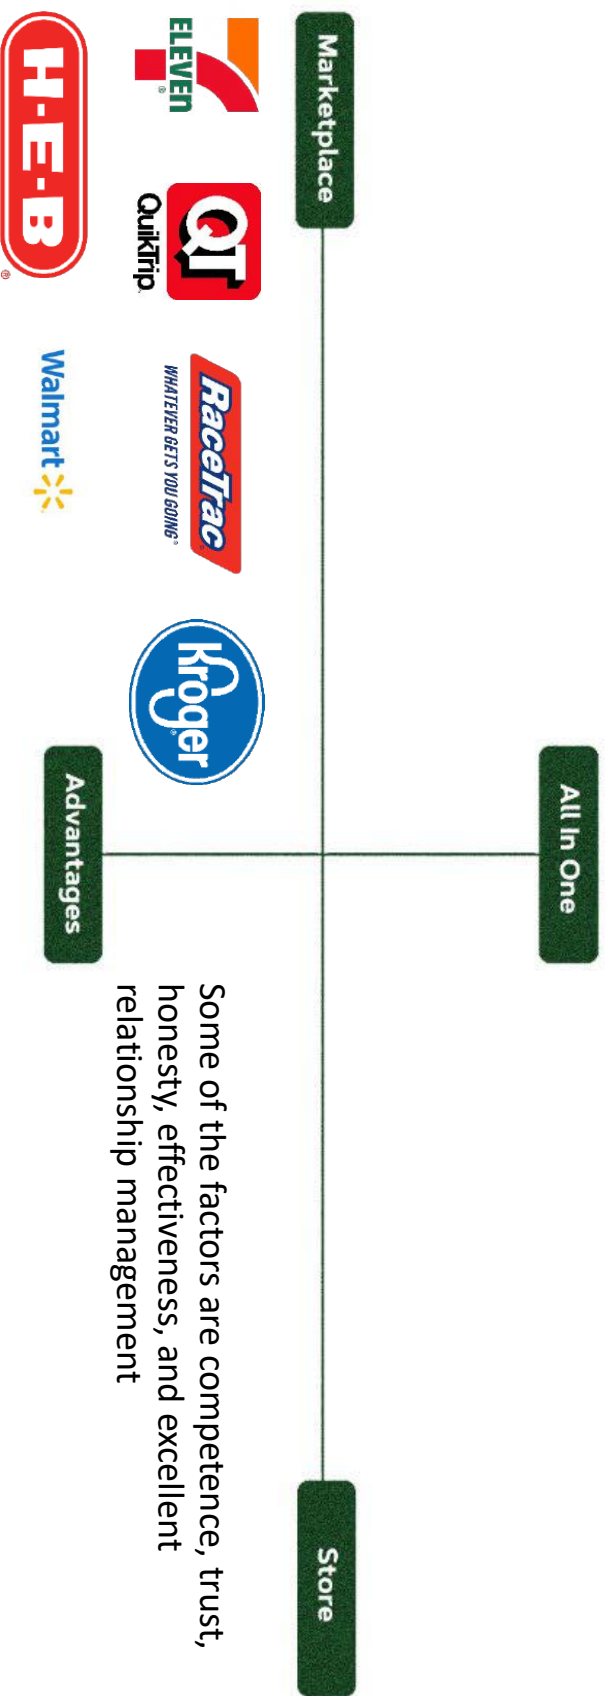 All In One
Marketplace
Store
ELEVEn
®
QT
QuikTrip
RaceTrac
WHATEVER GETS YOU GOING®
Kroger
®
H-E-B
®
Walmart
Advantages
Some of the factors are competence, trust,
honesty, effectiveness, and excellent
relationship management